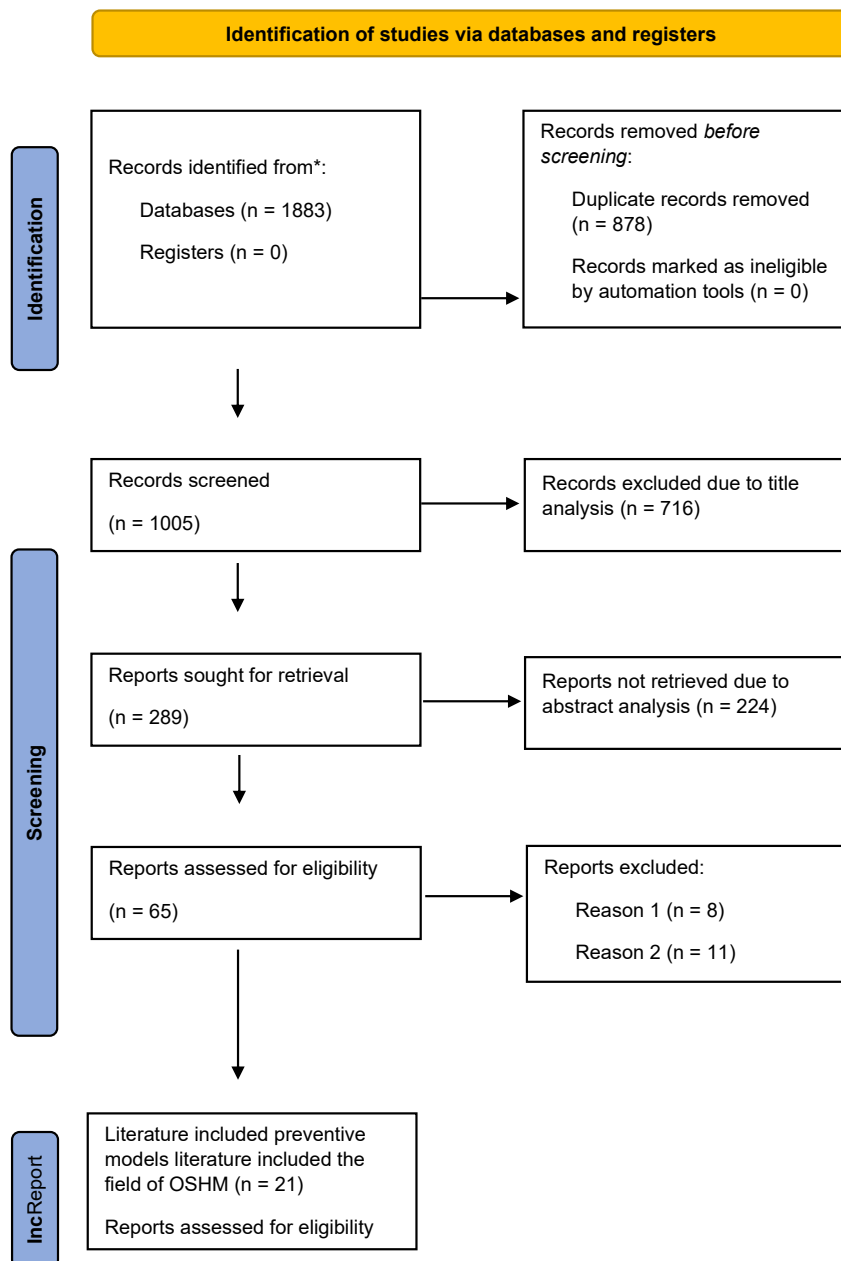 Identification of studies via databases and registers
Identification
Records identified from*:
Databases (n = 1883)
Registers (n = 0)
Records removed before
screening:
Duplicate records removed
(n = 878)
Records marked as ineligible
by automation tools (n = 0)
Screening
Records screened
(n = 1005)
Records excluded due to title
analysis (n = 716)
Reports sought for retrieval
(n = 289)
Reports not retrieved due to
abstract analysis (n = 224)
Reports assessed for eligibility
(n = 65)
Reports excluded:
Reason 1 (n = 8)
Reason 2 (n = 11)
IncReport
Literature included preventive
models literature included the
field of OSHM (n = 21)
Reports assessed for eligibility